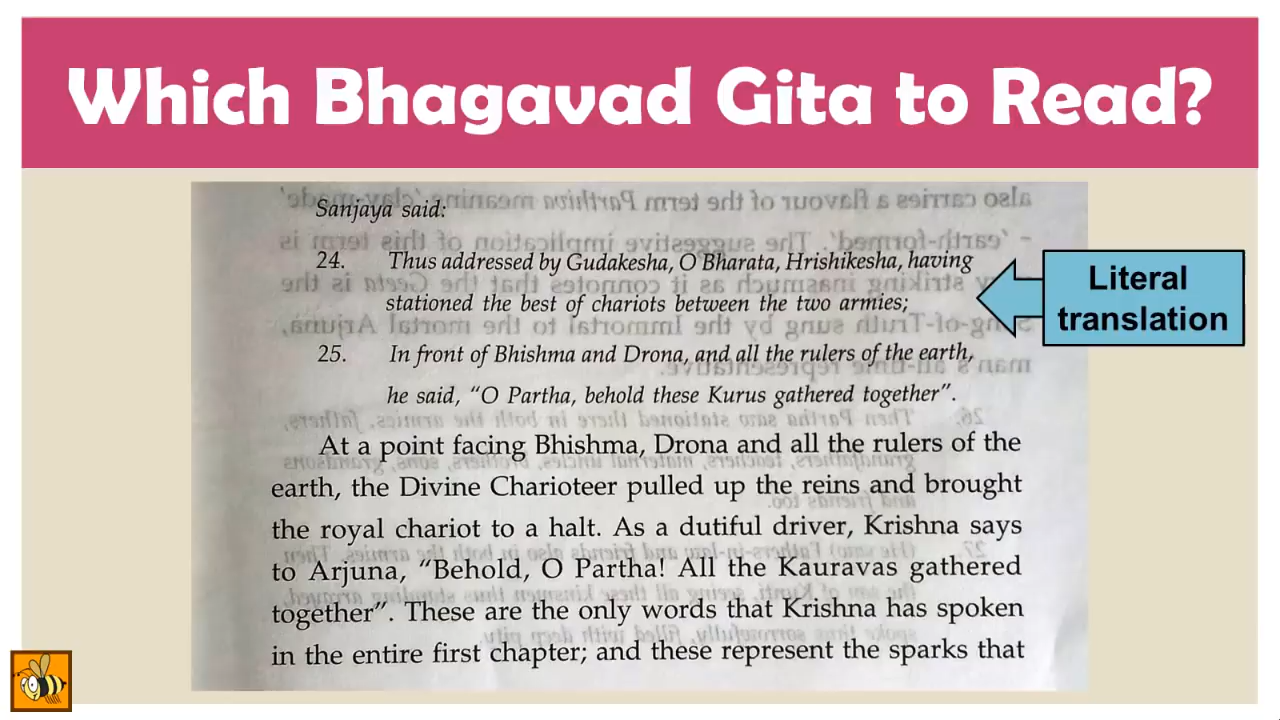 Which Bhagavad Gita to Read?
Sanjaya said:
24. Thus addressed by Gudakesha, O Bharata, Hrishikesha, having
stationed the best of chariots between the two armies;
25. In front of Bhishma and Drona, and all the rulers of the earth,
he said, “O Partha, behold these Kurus gathered together”.
At a point facing Bhishma, Drona and all the rulers of the
earth, the Divine Charioteer pulled up the reins and brought
the royal chariot to a halt. As a dutiful driver, Krishna says
to Arjuna, “Behold, O Partha! All the Kauravas gathered
together”. These are the only words that Krishna has spoken
in the entire first chapter; and these represent the sparks that
Literal
translation